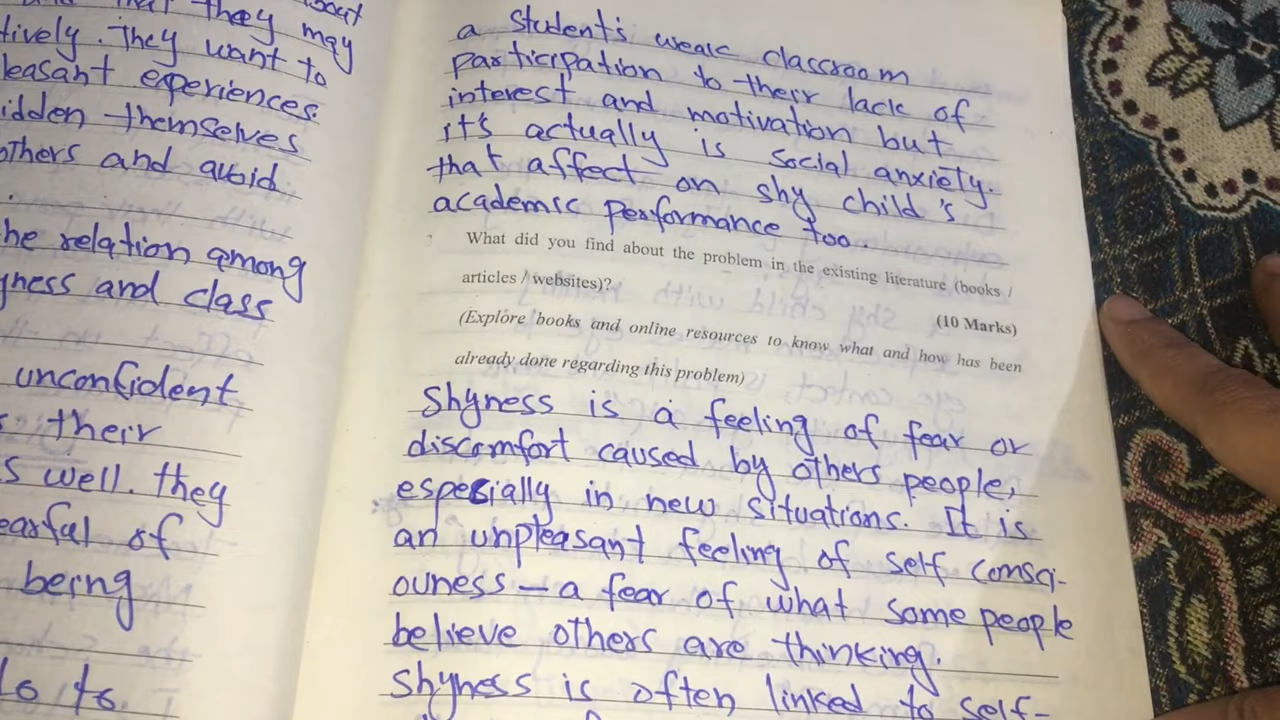 they may
tively. They want to
leasant experiences.
idden themselves
others and avoid
he relation among
yness and class
unconfident
s their
s well. they
earful of
being
to
a student's weak classroom
participation to their lack of
interest and motivation but
it's actually is social anxiety.
that affect on shy child's
academic performance too.
What did you find about the problem in the existing literature (books /
articles / websites)?
(10 Marks)
(Explore books and online resources to know what and how has been
already done regarding this problem)
Shyness is a feeling of fear or
discomfort caused by others people,
especially in new situations. It is
an unpleasant feeling of self consci-
ouness - a fear of what some people
believe others are thinking.
Shyness is often linked to self-